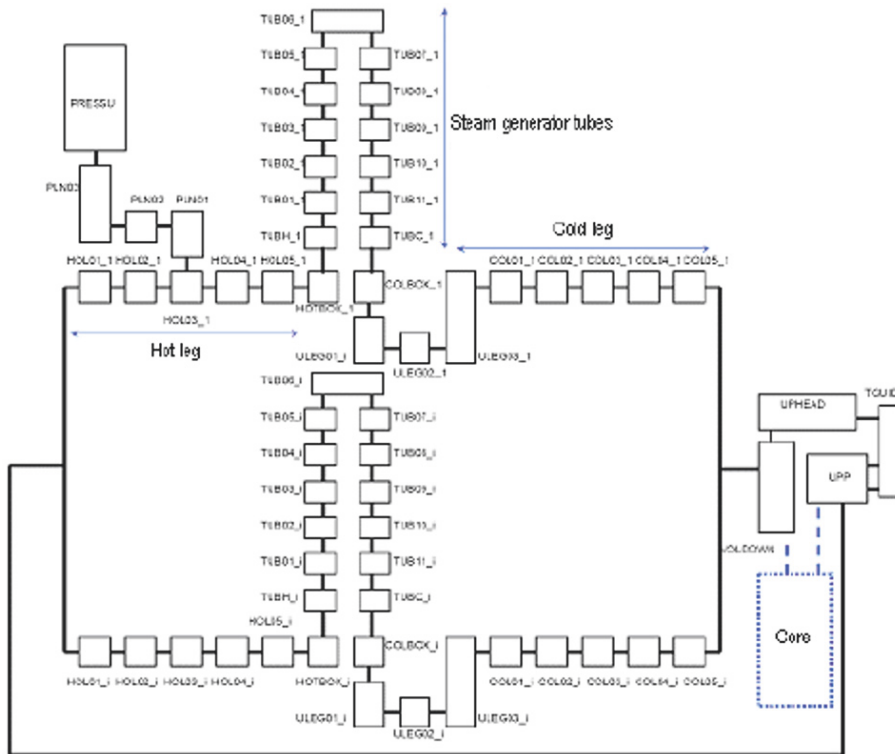 TUB06_1
TUB05_1 TUB07_1
PRESSU
TUB04_1 TUB08_1
TUB03_1 TUB09_1
Steam generator tubes
TUB02_1 TUB10_1
PLN03 PLN02 PLN01
TUB01_1 TUB11_1
TUBH_1 TUBC_1
Cold leg
HOL01_1 HOL02_1 HOL04_1 HOL05_1
COL01_1 COL02_1 COL03_1 COL04_1 COL05_1
HOTBOX_1 COLBOX_1
HOL03_1
Hot leg
ULEG01_i ULEG02_1 ULEG03_1
TUB06_i
TUB05_i TUB07_i
UPHEAD
TUB04_i TUB08_i
UPP
TUB03_i TUB09_i
TUB02_i TUB10_i
TUB01_i TUB11_i
TUBH_i TUBC_i
HOL05_i
Core
COLBOX_i
HOL01_i HOL02_i HOL03_i HOL04_i HOTBOX_i
COL01_i COL02_i COL03_i COL04_i COL05_i
ULEG01_i ULEG02_i ULEG03_i